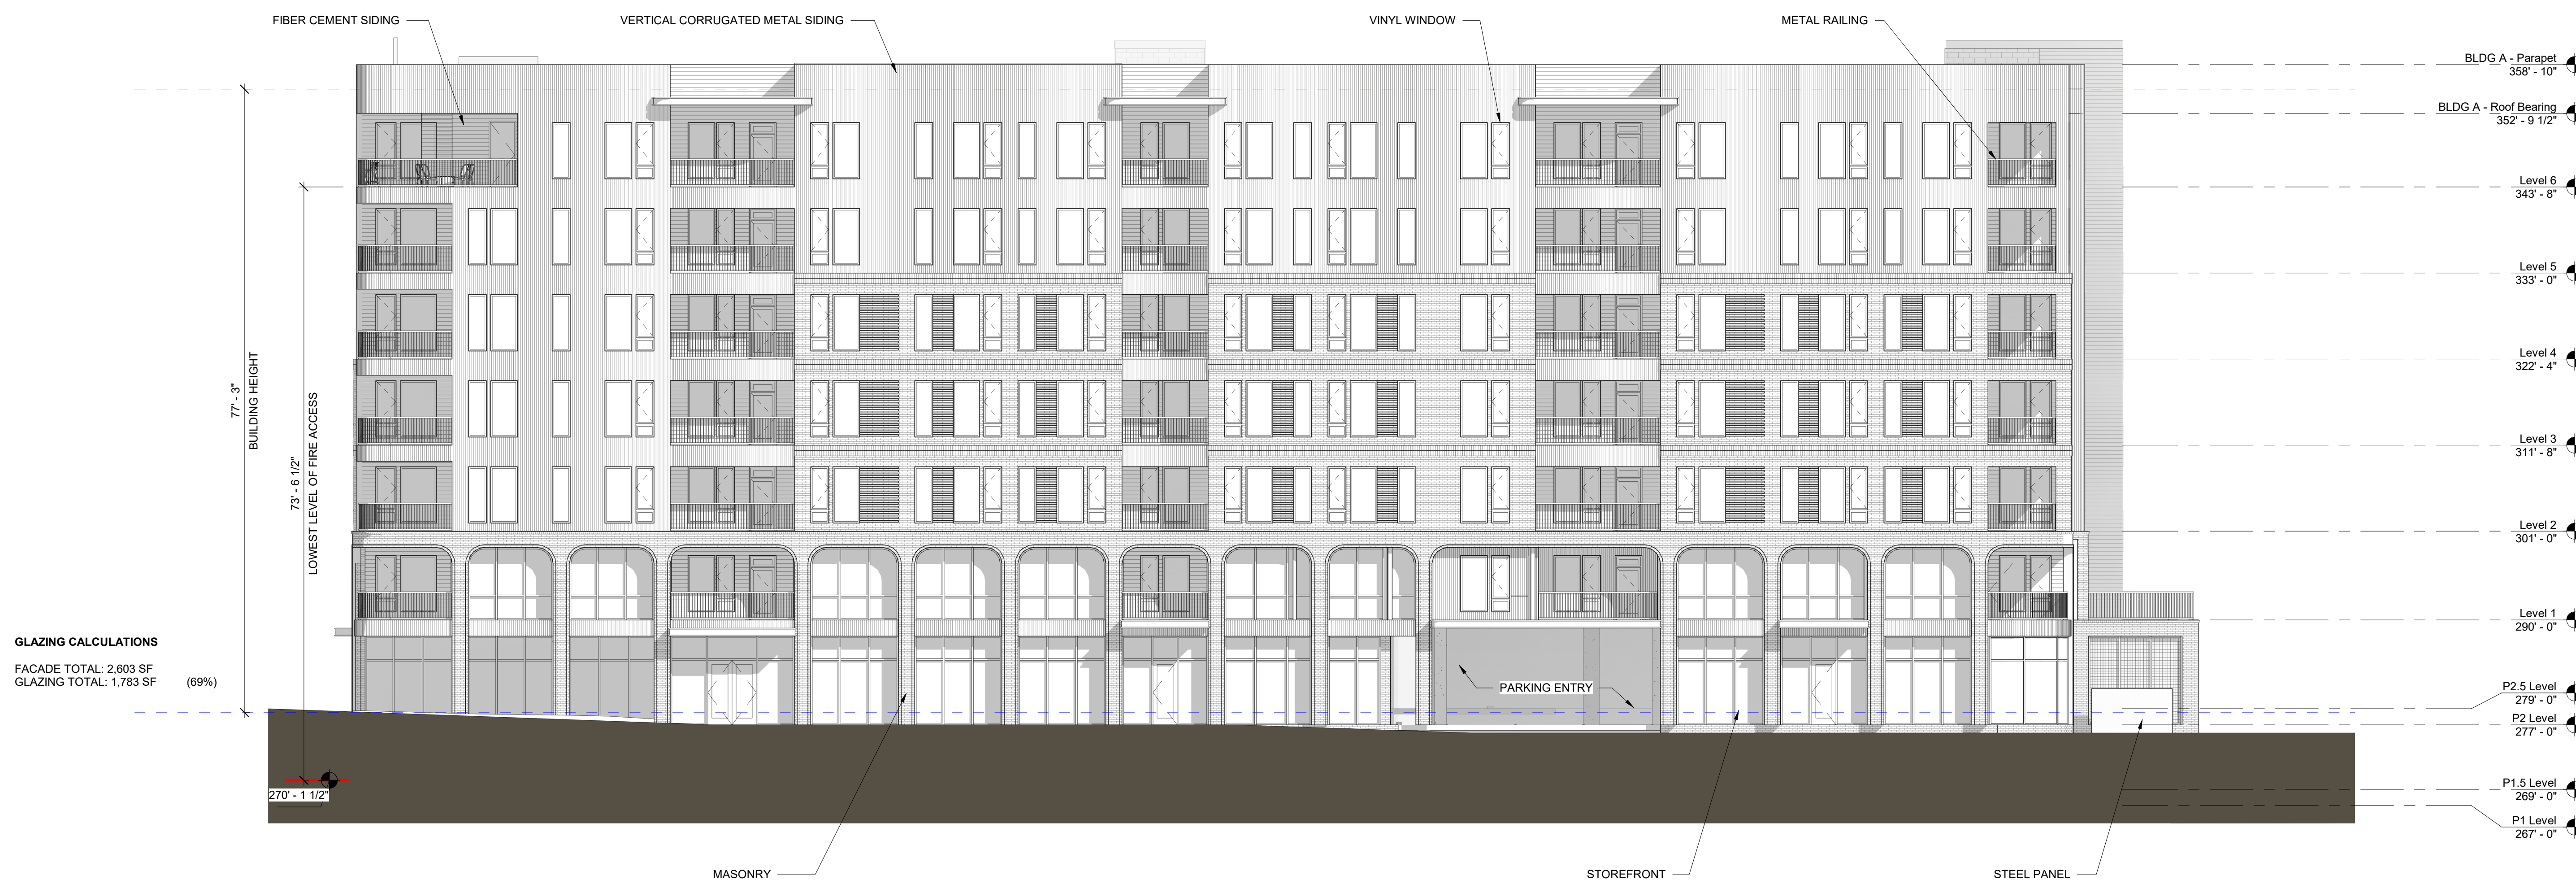 FIBER CEMENT SIDING
VERTICAL CORRUGATED METAL SIDING
VINYL WINDOW
METAL RAILING
BLDG A - Parapet
358' - 10"
BLDG A - Roof Bearing
352' - 9 1/2"
Level 6
343' - 8"
Level 5
333' - 0"
Level 4
322' - 4"
Level 3
311' - 8"
Level 2
301' - 0"
Level 1
290' - 0"
P2.5 Level
279' - 0"
P2 Level
277' - 0"
P1.5 Level
269' - 0"
P1 Level
267' - 0"
77' - 3"
BUILDING HEIGHT
73' - 6 1/2"
LOWEST LEVEL OF FIRE ACCESS
GLAZING CALCULATIONS
FACADE TOTAL: 2,603 SF
GLAZING TOTAL: 1,783 SF (69%)
PARKING ENTRY
270' - 1 1/2"
MASONRY
STOREFRONT
STEEL PANEL